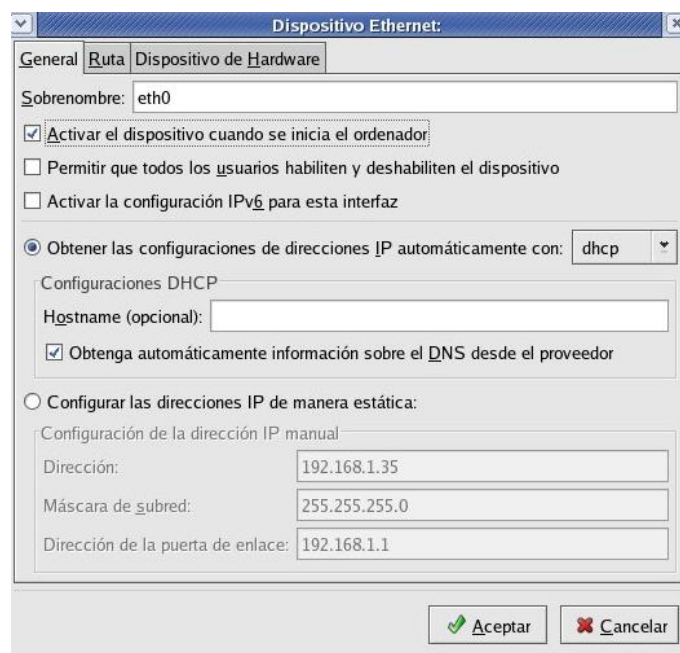 Dispositivo Ethernet:
General Ruta Dispositivo de Hardware
Sobrenombre: eth0
Activar el dispositivo cuando se inicia el ordenador
Permitir que todos los usuarios habiliten y deshabiliten el dispositivo
Activar la configuración IPv6 para esta interfaz
Obtener las configuraciones de direcciones IP automáticamente con: dhcp
Configuraciones DHCP
Hostname (opcional):
Obtenga automáticamente información sobre el DNS desde el proveedor
Configurar las direcciones IP de manera estática:
Configuración de la dirección IP manual
Dirección: 192.168.1.35
Máscara de subred: 255.255.255.0
Dirección de la puerta de enlace: 192.168.1.1
Aceptar Cancelar